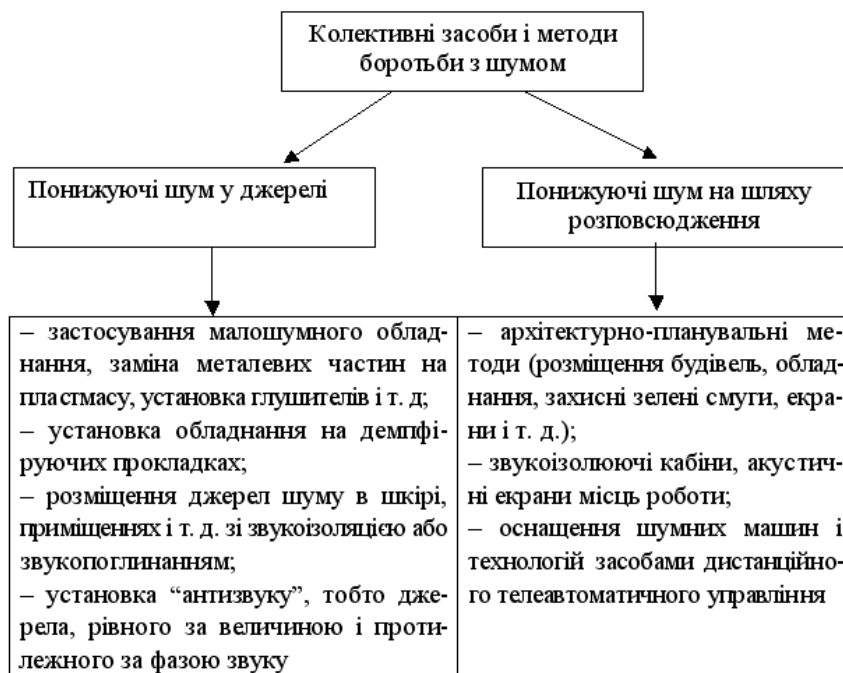 Колективні засоби і методи
боротьби з шумом
Понижуючі шум у джерелі
Понижуючі шум на шляху
розповсюдження
– застосування малошумного облад-
нання, заміна металевих частин на
пластмасу, установка глушителів і т. д;
– установка обладнання на демпфі-
руючих прокладках;
– розміщення джерел шуму в шкірі,
приміщеннях і т. д. зі звукоізоляцією або
звукопоглинанням;
– установка “антизвуку”, тобто дже-
рела, рівного за величиною і проти-
лежного за фазою звуку
– архітектурно-планувальні ме-
тоди (розміщення будівель, облад-
нання, захисні зелені смуги, екра-
ни і т. д.);
– звукоізолюючі кабіни, акустич-
ні екрани місць роботи;
– оснащення шумних машин і
технологій засобами дистанційно-
го телеавтоматичного управління